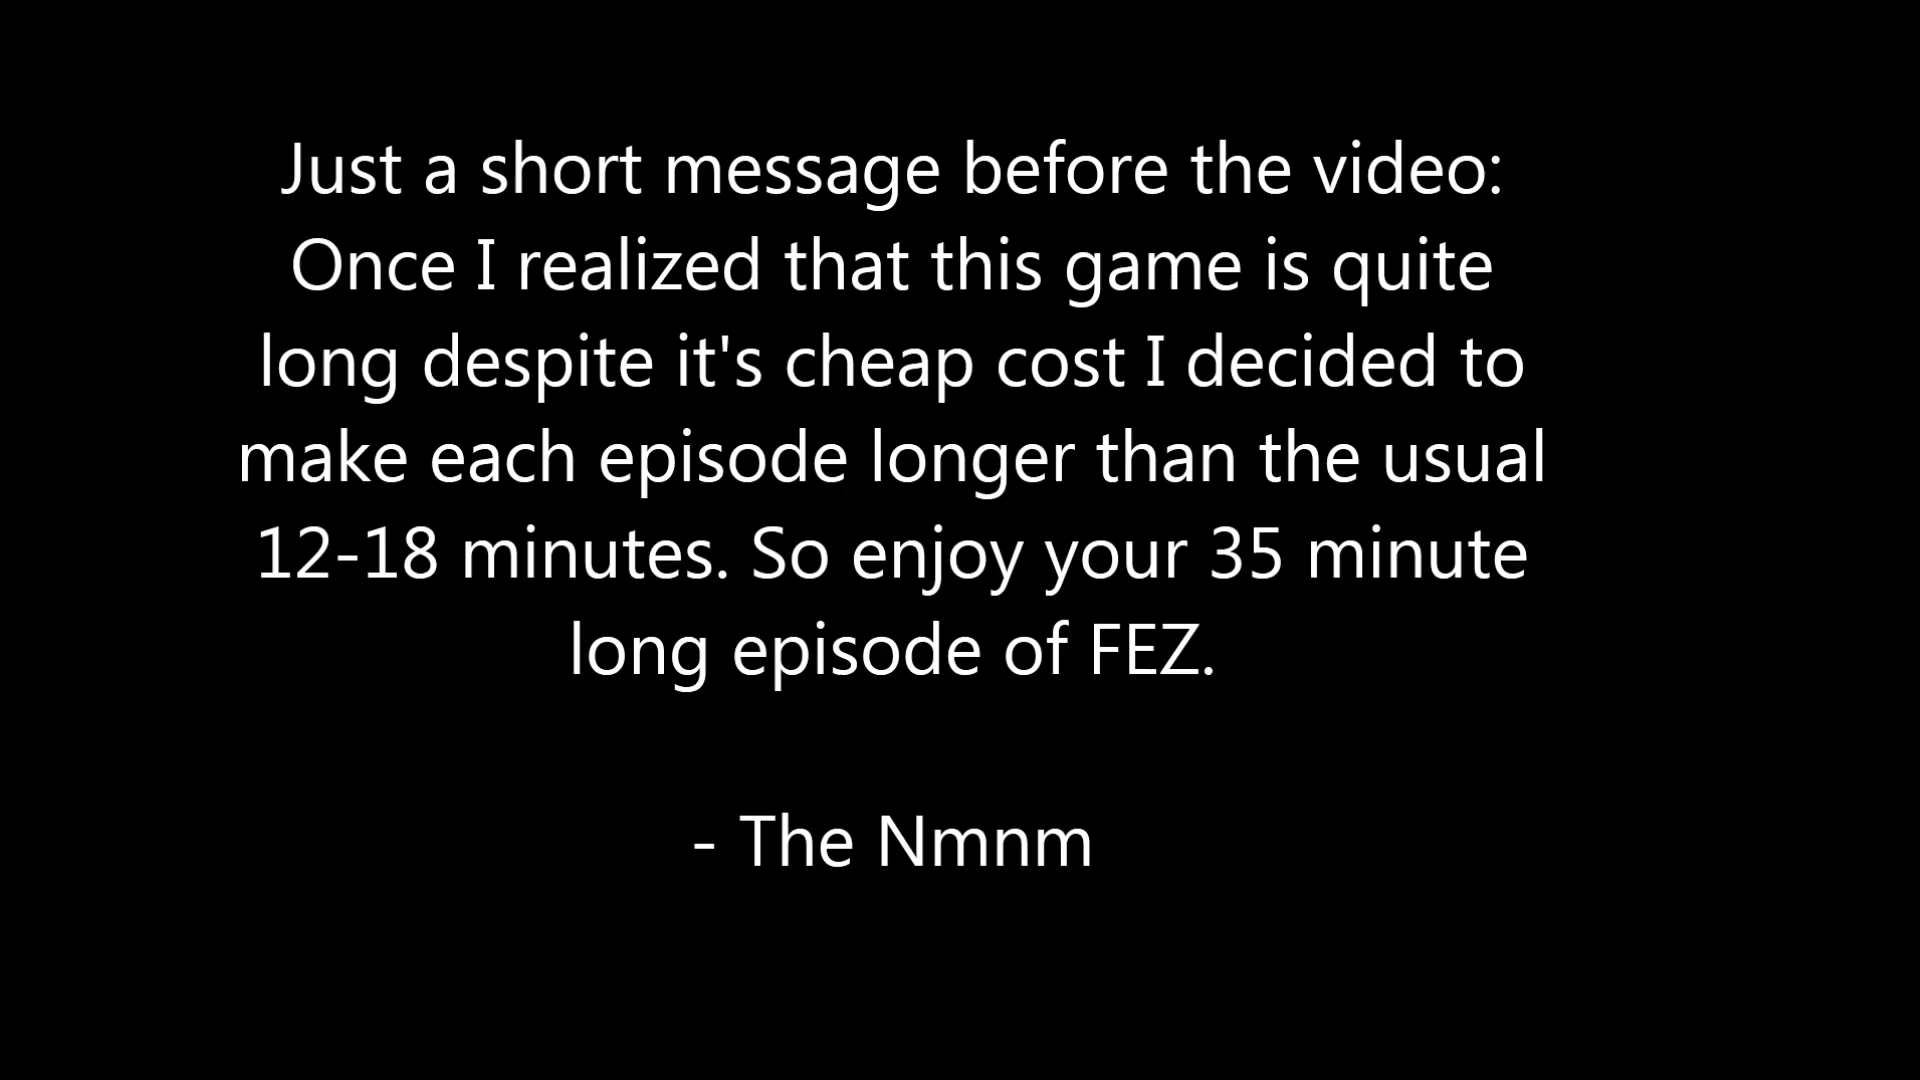 Just a short message before the video:
Once I realized that this game is quite
long despite it's cheap cost I decided to
make each episode longer than the usual
12-18 minutes. So enjoy your 35 minute
long episode of FEZ.
- The Nmnm